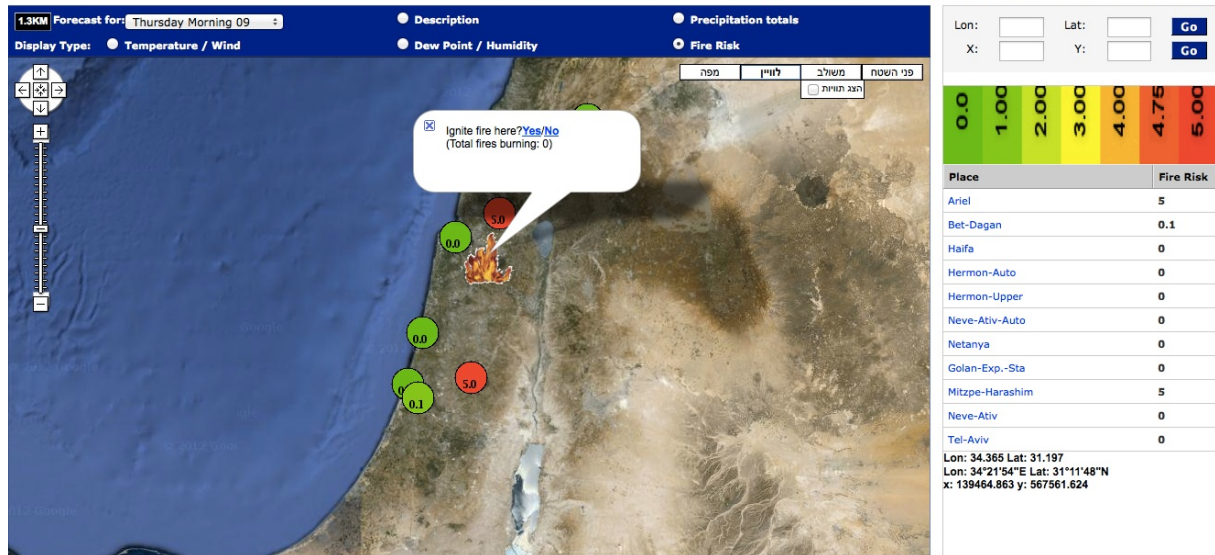 1.3KM Forecast for: Thursday Morning 09
Description
Precipitation totals
Display Type: Temperature / Wind
Dew Point / Humidity
Fire Risk
מפה
לוויין
משולב
פני השטח
הצג תוויות
Ignite fire here?Yes/No
(Total fires burning: 0)
5.0
0.0
0.0
5.0
0.1
Lon:
Lat:
Go
X:
Y:
Go
0.0
1.00
2.00
3.00
4.00
4.75
5.00
Place Fire Risk
Ariel 5
Bet-Dagan 0.1
Haifa 0
Hermon-Auto 0
Hermon-Upper 0
Neve-Ativ-Auto 0
Netanya 0
Golan-Exp.-Sta 0
Mitzpe-Harashim 5
Neve-Ativ 0
Tel-Aviv 0
Lon: 34.365 Lat: 31.197
Lon: 34°21'54"E Lat: 31°11'48"N
x: 139464.863 y: 567561.624